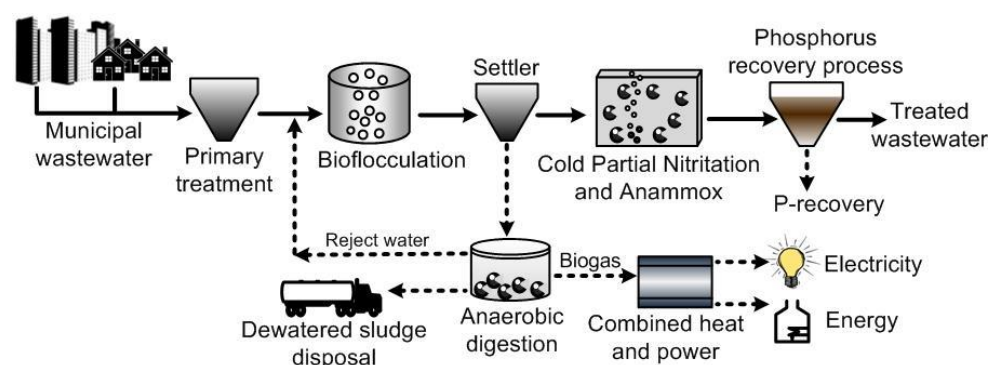 Municipal
wastewater
Primary
treatment
Bioflocculation
Settler
Cold Partial Nitritation
and Anammox
Phosphorus
recovery process
Treated
wastewater
P-recovery
Reject water
Dewatered sludge
disposal
Anaerobic
digestion
Biogas
Combined heat
and power
Electricity
Energy